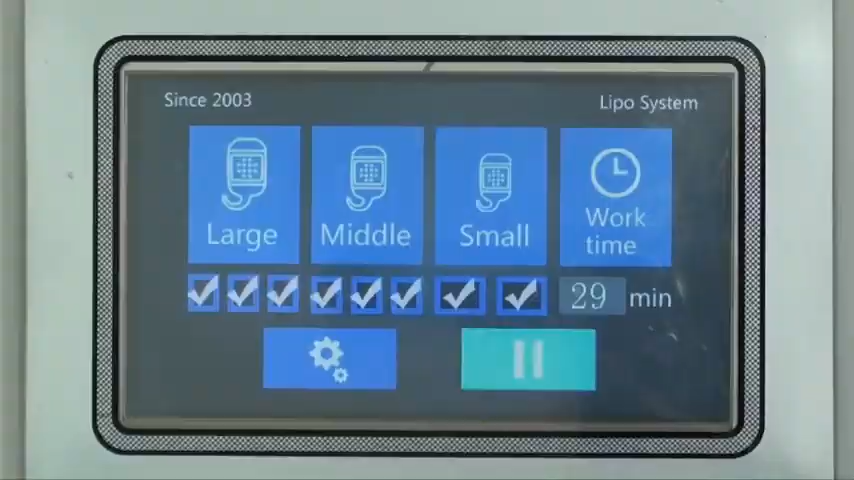 Since 2003
Lipo System
Large
Middle
Small
Work
time
29 min